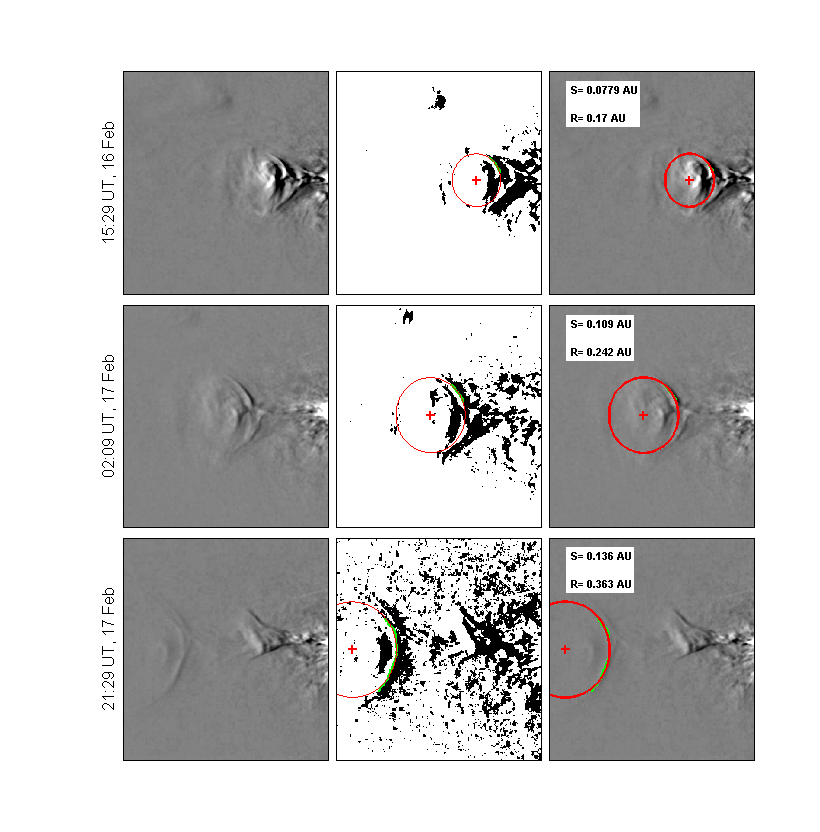 15:29 UT, 16 Feb
S= 0.0779 AU
R= 0.17 AU
02:09 UT, 17 Feb
S= 0.109 AU
R= 0.242 AU
21:29 UT, 17 Feb
S= 0.136 AU
R= 0.363 AU